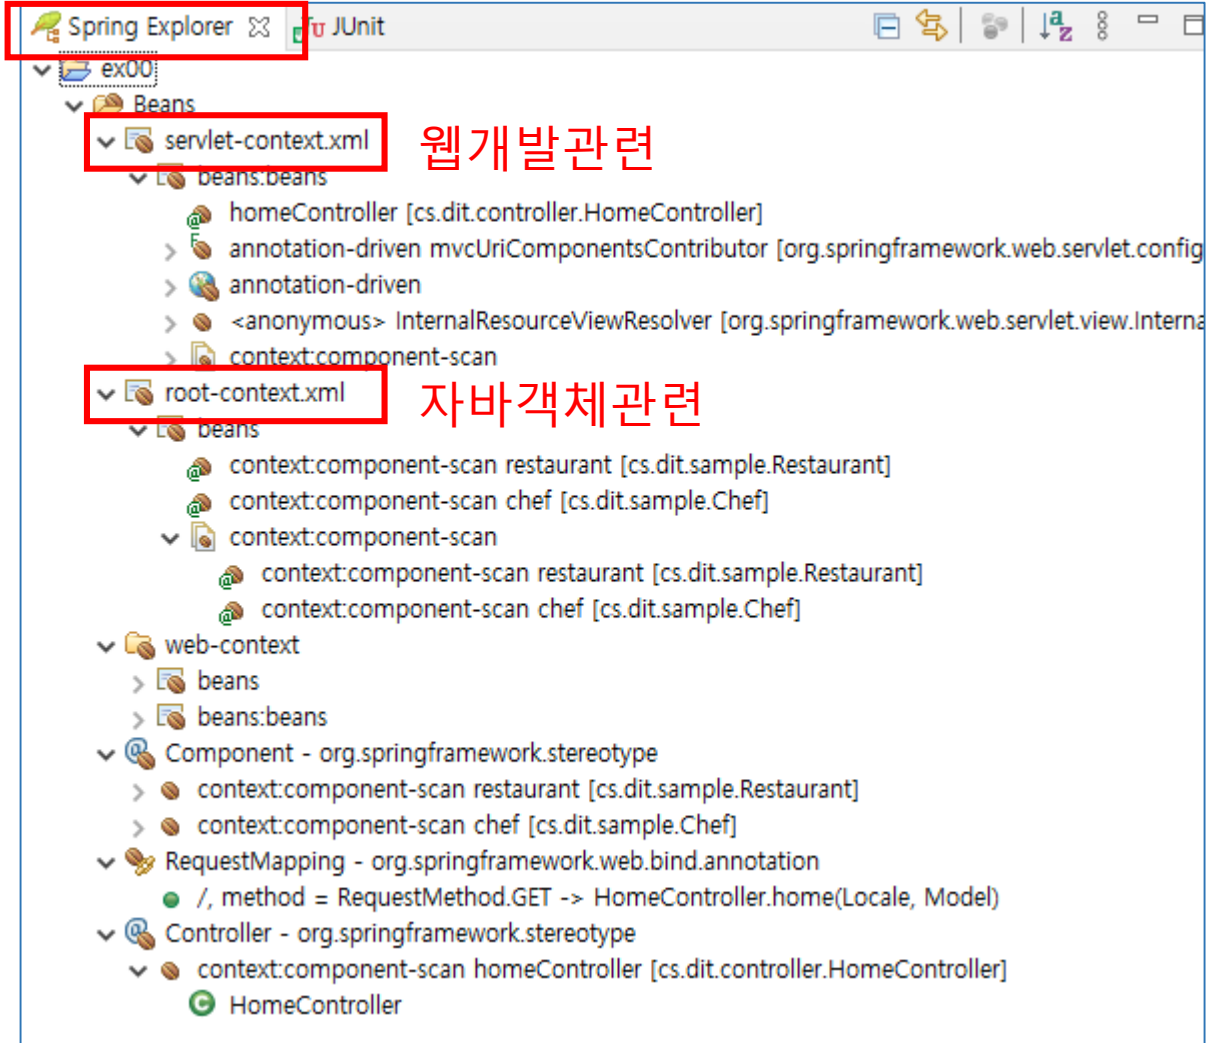 Spring Explorer JUnit
ex00
Beans
servlet-context.xml 웹개발관련
beans:beans
homeController [cs.dit.controller.HomeController]
annotation-driven mvcUriComponentsContributor [org.springframework.web.servlet.config
annotation-driven
<anonymous> InternalResourceViewResolver [org.springframework.web.servlet.view.Interna
context:component-scan
root-context.xml 자바객체관련
beans
context:component-scan restaurant [cs.dit.sample.Restaurant]
context:component-scan chef [cs.dit.sample.Chef]
context:component-scan
context:component-scan restaurant [cs.dit.sample.Restaurant]
context:component-scan chef [cs.dit.sample.Chef]
web-context
beans
beans:beans
Component - org.springframework.stereotype
context:component-scan restaurant [cs.dit.sample.Restaurant]
context:component-scan chef [cs.dit.sample.Chef]
RequestMapping - org.springframework.web.bind.annotation
/, method = RequestMethod.GET -> HomeController.home(Locale, Model)
Controller - org.springframework.stereotype
context:component-scan homeController [cs.dit.controller.HomeController]
HomeController